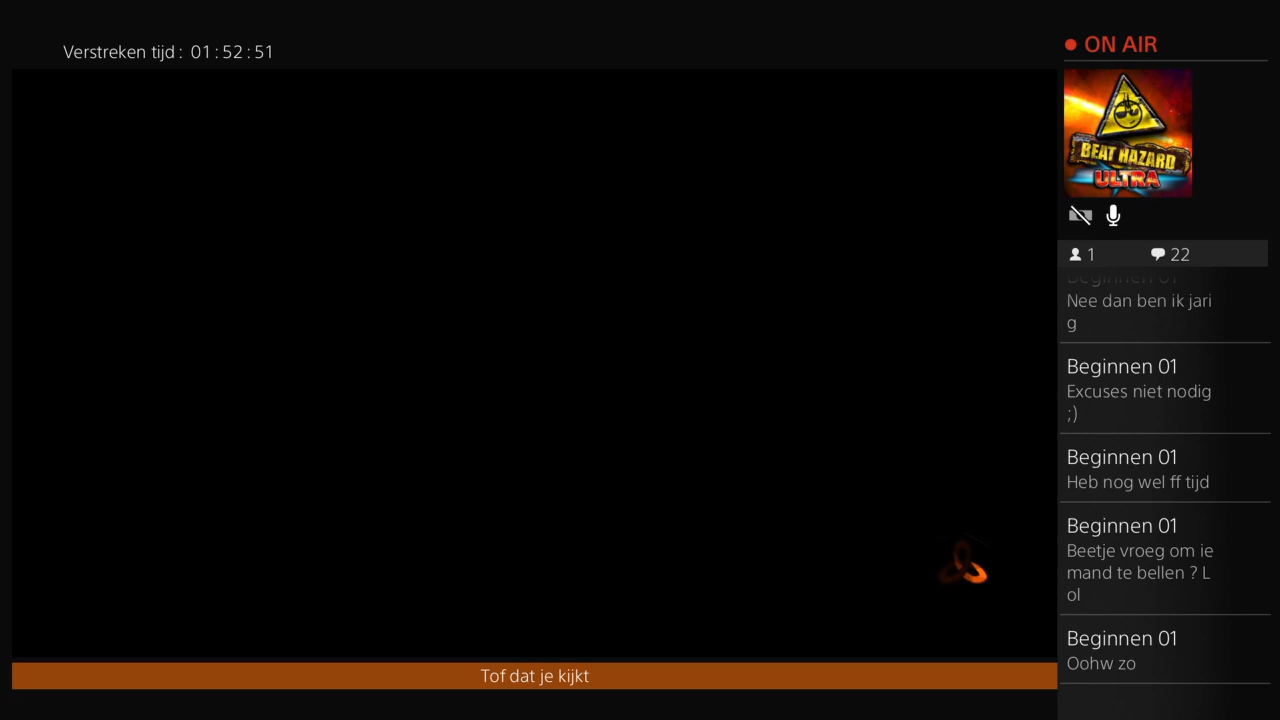 Verstreken tijd : 01 : 52 : 51
ON AIR
BEAT HAZARD
ULTRA
1
22
Beginnen 01
Nee dan ben ik jari
g
Beginnen 01
Excuses niet nodig
;)
Beginnen 01
Heb nog wel ff tijd
Beginnen 01
Beetje vroeg om ie
mand te bellen ? L
ol
Beginnen 01
Oohw zo
Tof dat je kijkt